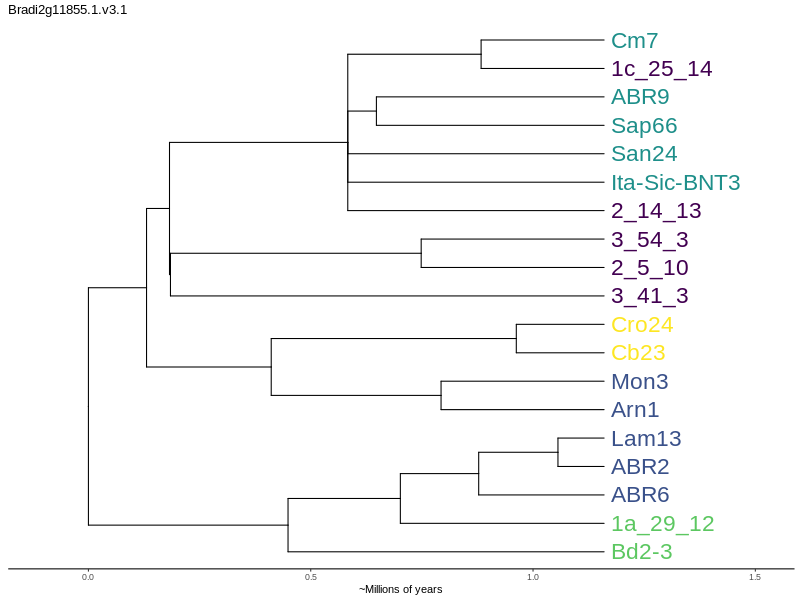 Bradi2g11855.1.v3.1
Cm7
1c_25_14
ABR9
Sap66
San24
Ita-Sic-BNT3
2_14_13
3_54_3
2_5_10
3_41_3
Cro24
Cb23
Mon3
Arn1
Lam13
ABR2
ABR6
1a_29_12
Bd2-3
0.0 0.5 1.0 1.5
~Millions of years